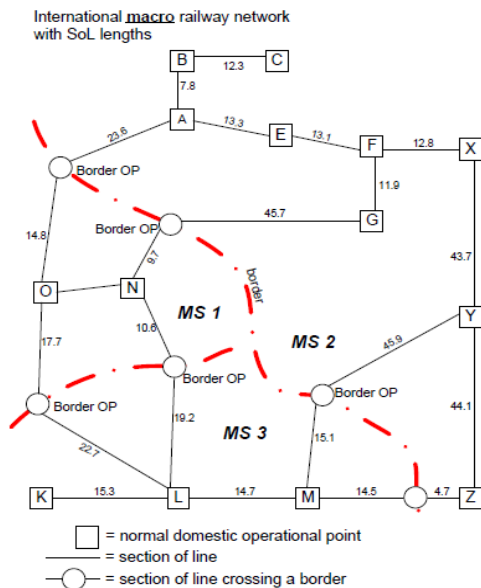 International macro railway network
with SoL lengths
B
12.3
C
7.8
A
23.6
13.3
E
13.1
F
12.8
X
Border OP
11.9
45.7
G
Border OP
14.8
9.7
border
43.7
O
N
MS 1
Y
17.7
10.6
MS 2
45.9
Border OP
Border OP
Border OP
19.2
MS 3
15.1
44.1
22.7
K
15.3
L
14.7
M
14.5
4.7
Z
= normal domestic operational point
= section of line
= section of line crossing a border